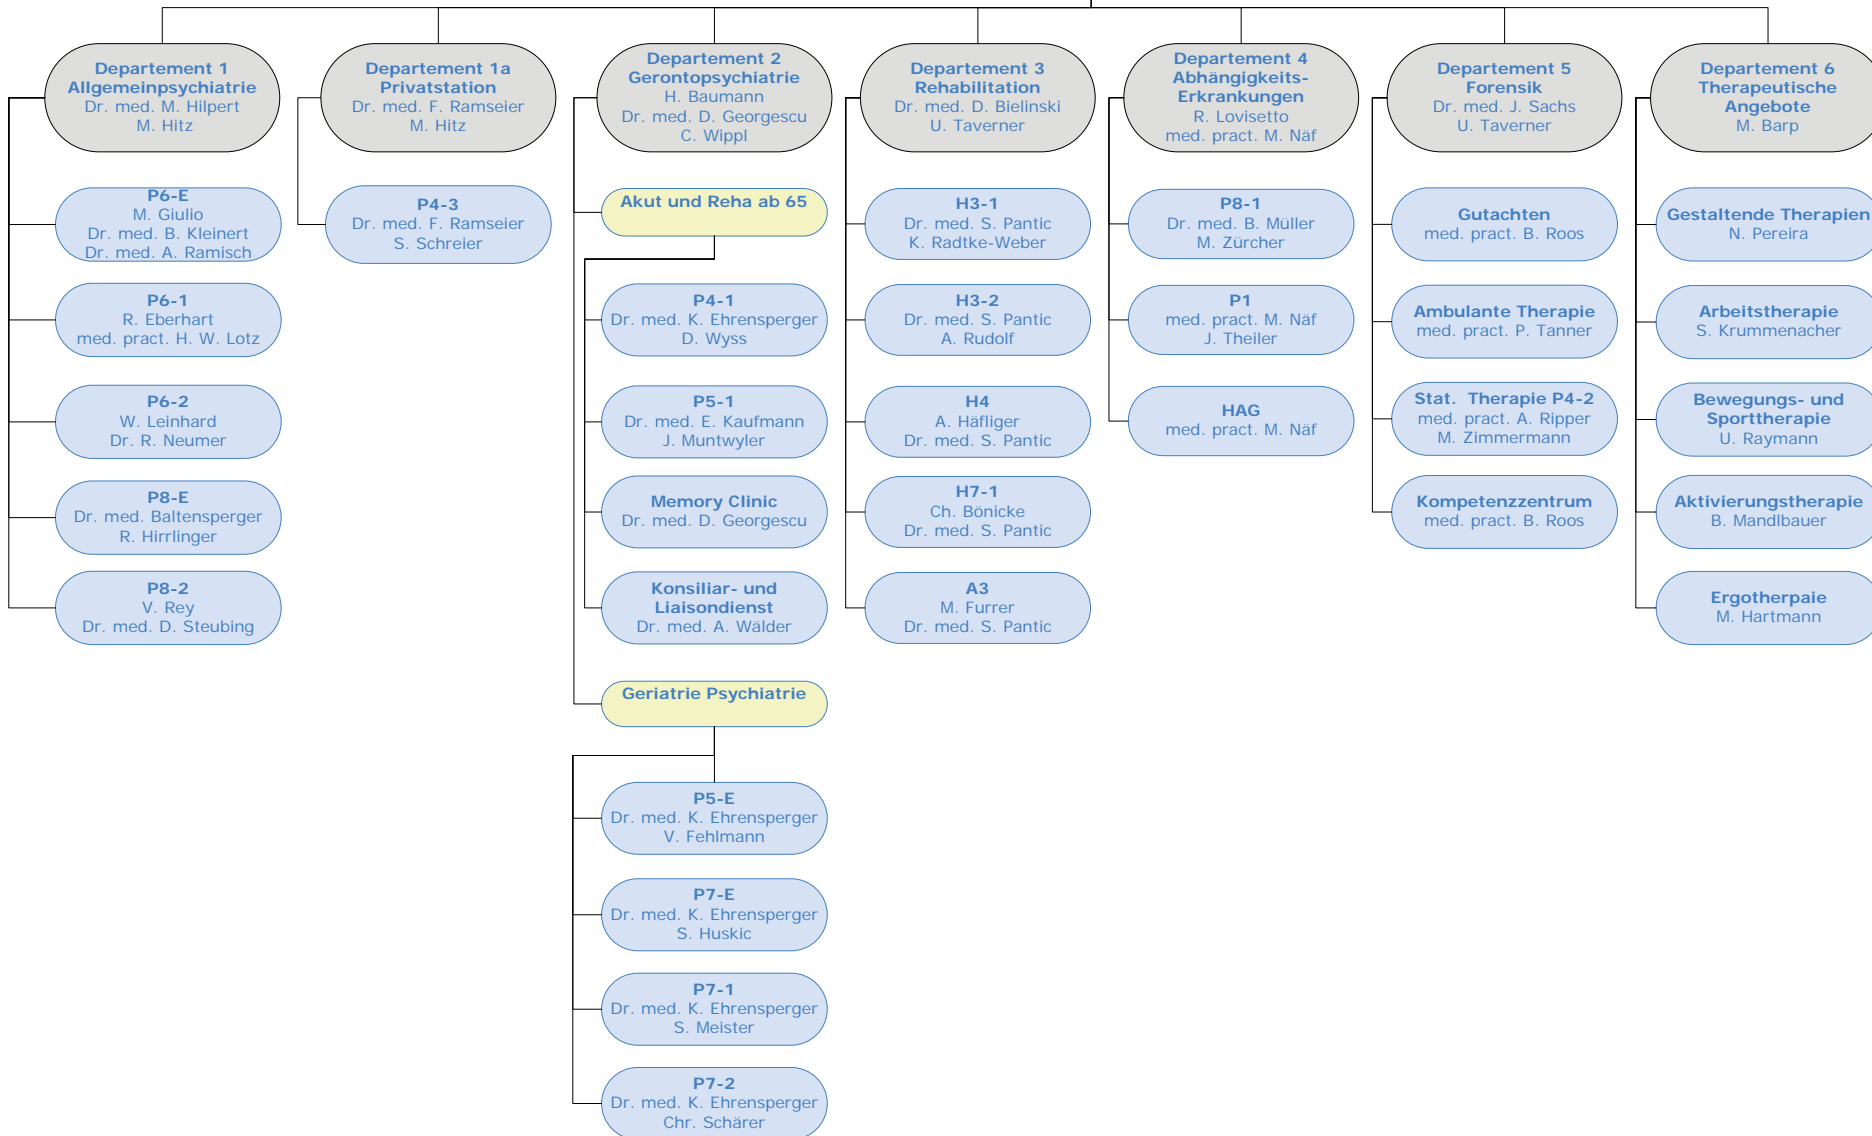 Departement 1
Allgemeinpsychiatrie
Dr. med. M. Hilpert
M. Hitz
P6-E
M. Giulio
Dr. med. B. Kleinert
Dr. med. A. Ramisch
P6-1
R. Eberhart
med. pract. H. W. Lotz
P6-2
W. Leinhard
Dr. R. Neumer
P8-E
Dr. med. Baltensperger
R. Hirrlinger
P8-2
V. Rey
Dr. med. D. Steubing
Departement 1a
Privatstation
Dr. med. F. Ramseier
M. Hitz
P4-3
Dr. med. F. Ramseier
S. Schreier
Departement 2
Gerontopsychiatrie
H. Baumann
Dr. med. D. Georgescu
C. Wippl
Akut und Reha ab 65
P4-1
Dr. med. K. Ehrensperger
D. Wyss
P5-1
Dr. med. E. Kaufmann
J. Muntwyler
Memory Clinic
Dr. med. D. Georgescu
Konsiliar- und
Liaisondienst
Dr. med. A. Wälder
Geriatrie Psychiatrie
P5-E
Dr. med. K. Ehrensperger
V. Fehlmann
P7-E
Dr. med. K. Ehrensperger
S. Huskic
P7-1
Dr. med. K. Ehrensperger
S. Meister
P7-2
Dr. med. K. Ehrensperger
Chr. Schärer
Departement 3
Rehabilitation
Dr. med. D. Bielinski
U. Taverner
H3-1
Dr. med. S. Pantic
K. Radtke-Weber
H3-2
Dr. med. S. Pantic
A. Rudolf
H4
A. Häfliger
Dr. med. S. Pantic
H7-1
Ch. Bönicke
Dr. med. S. Pantic
A3
M. Furrer
Dr. med. S. Pantic
Departement 4
Abhängigkeits-
Erkrankungen
R. Lovisetto
med. pract. M. Näf
P8-1
Dr. med. B. Müller
M. Zürcher
P1
med. pract. M. Näf
J. Theiler
HAG
med. pract. M. Näf
Departement 5
Forensik
Dr. med. J. Sachs
U. Taverner
Gutachten
med. pract. B. Roos
Ambulante Therapie
med. pract. P. Tanner
Stat. Therapie P4-2
med. pract. A. Ripper
M. Zimmermann
Kompetenzzentrum
med. pract. B. Roos
Departement 6
Therapeutische
Angebote
M. Barp
Gestaltende Therapien
N. Pereira
Arbeitstherapie
S. Krummenacher
Bewegungs- und
Sporttherapie
U. Raymann
Aktivierungstherapie
B. Mandlbauer
Ergotherpaie
M. Hartmann